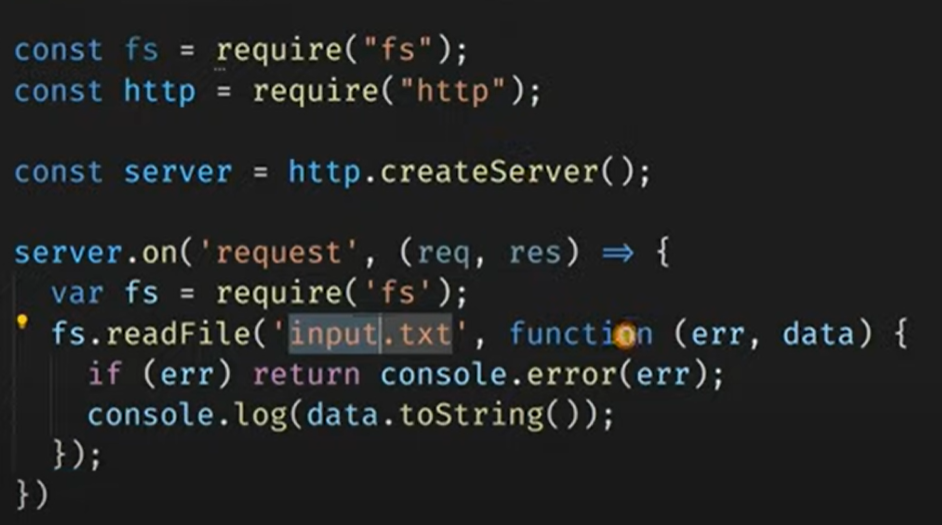 const fs = require("fs");
const http = require("http");
const server = http.createServer();
server.on('request', (req, res) => {
var fs = require('fs');
fs.readFile('input.txt', function (err, data) {
if (err) return console.error(err);
console.log(data.toString());
});
})